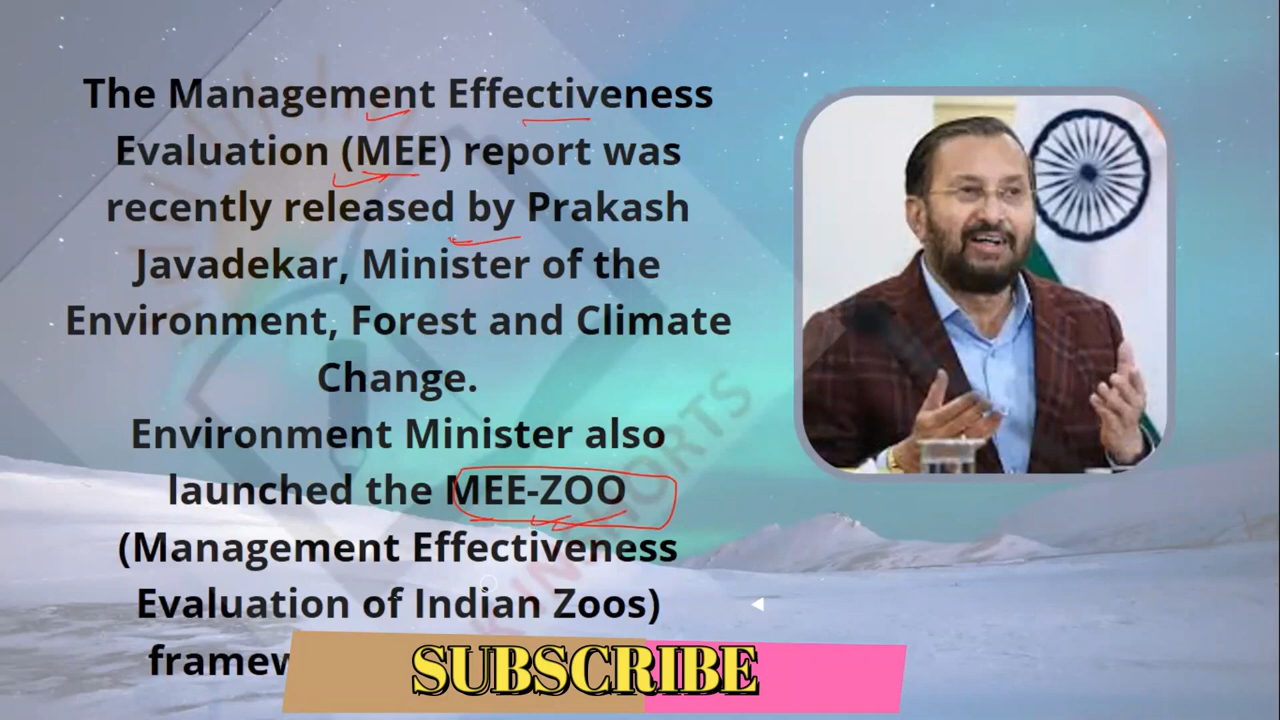 The Management Effectiveness
Evaluation (MEE) report was
recently released by Prakash
Javadekar, Minister of the
Environment, Forest and Climate
Change.
Environment Minister also
launched the MEE-ZOO
(Management Effectiveness
Evaluation of Indian Zoos)
framew
SUBSCRIBE